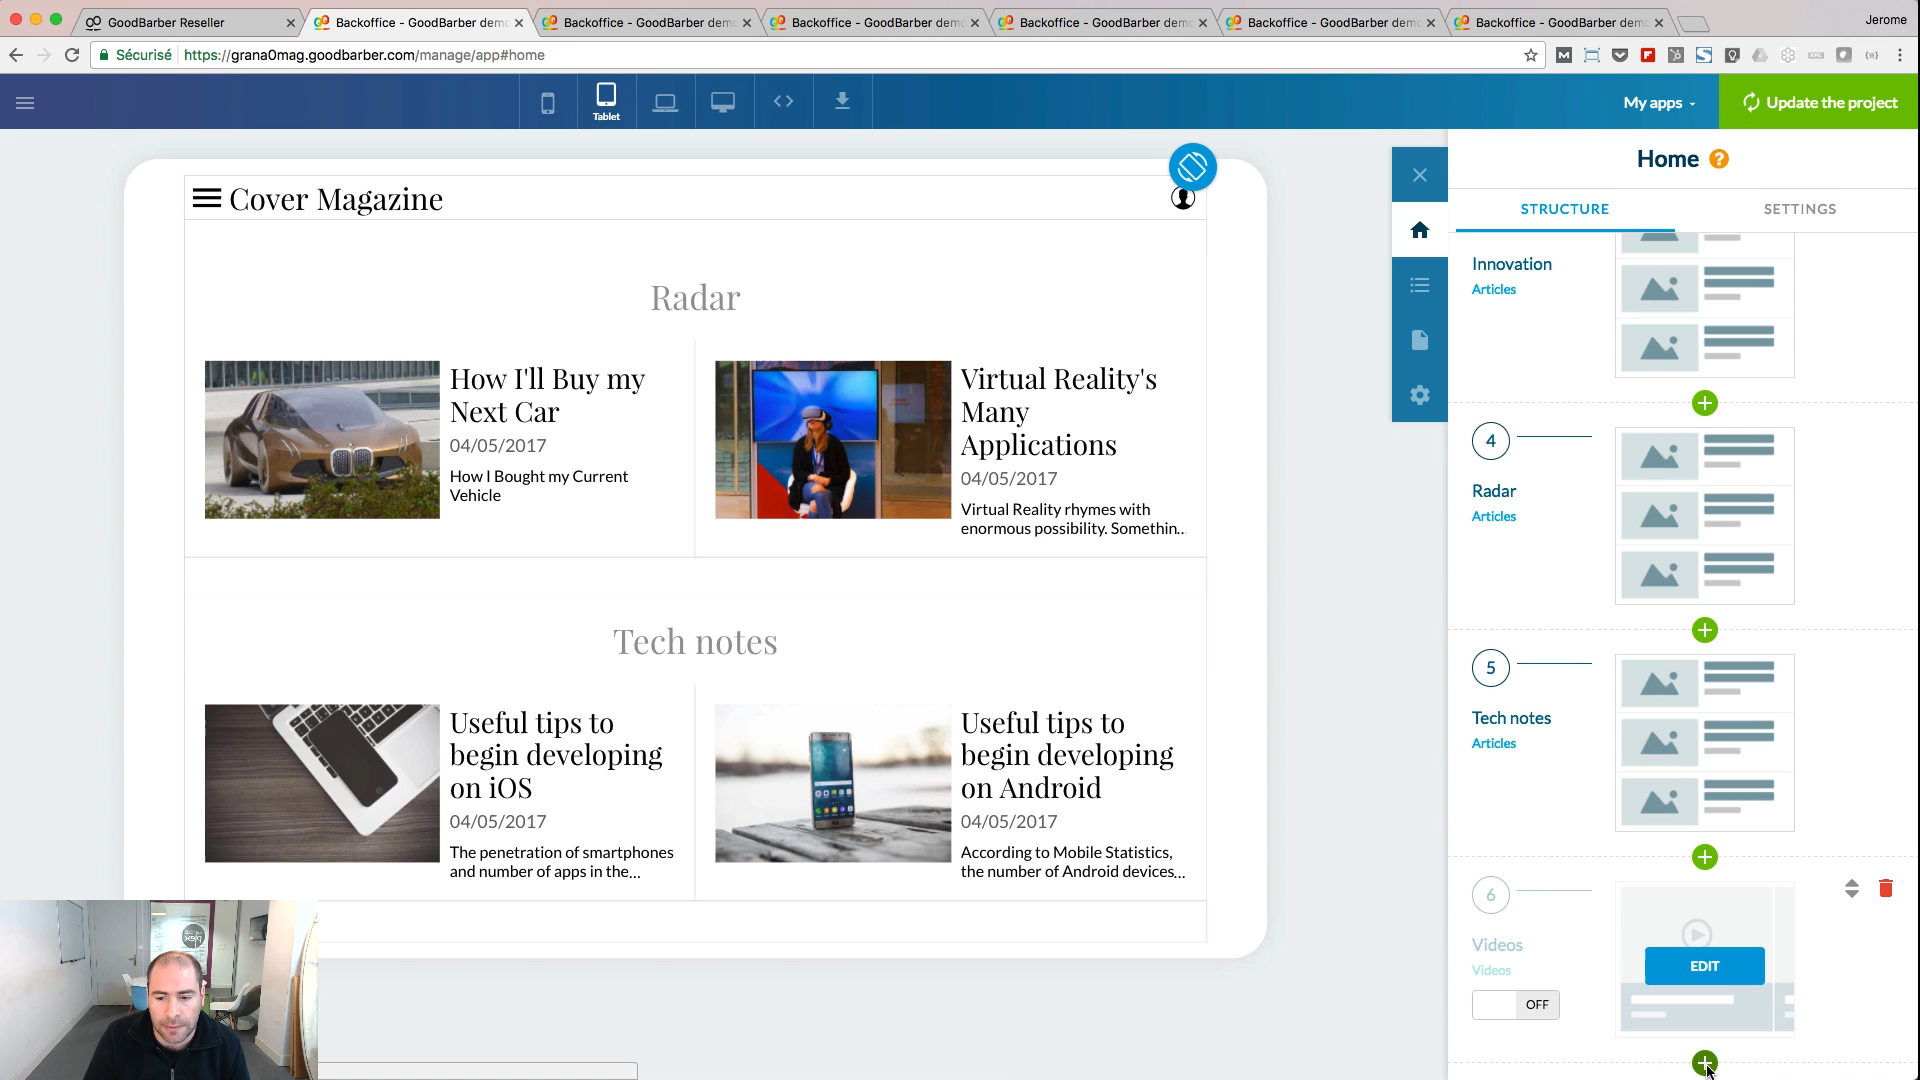 GoodBarber Reseller
Backoffice - GoodBarber demo
Backoffice - GoodBarber demo
Backoffice - GoodBarber demo
Backoffice - GoodBarber demo
Backoffice - GoodBarber demo
Backoffice - GoodBarber demo
Jerome
Sécurisé
https://grana0mag.goodbarber.com/manage/app#home
Tablet
My apps
Update the project
Home ?
STRUCTURE
SETTINGS
Cover Magazine
Radar
How I'll Buy my
Next Car
04/05/2017
How I Bought my Current
Vehicle
Virtual Reality's
Many
Applications
04/05/2017
Virtual Reality rhymes with
enormous possibility. Somethin...
Tech notes
Useful tips to
begin developing
on iOS
04/05/2017
The penetration of smartphones
and number of apps in the...
Useful tips to
begin developing
on Android
04/05/2017
According to Mobile Statistics,
the number of Android devices...
Innovation
Articles
4
Radar
Articles
5
Tech notes
Articles
6
Videos
Videos
OFF
EDIT